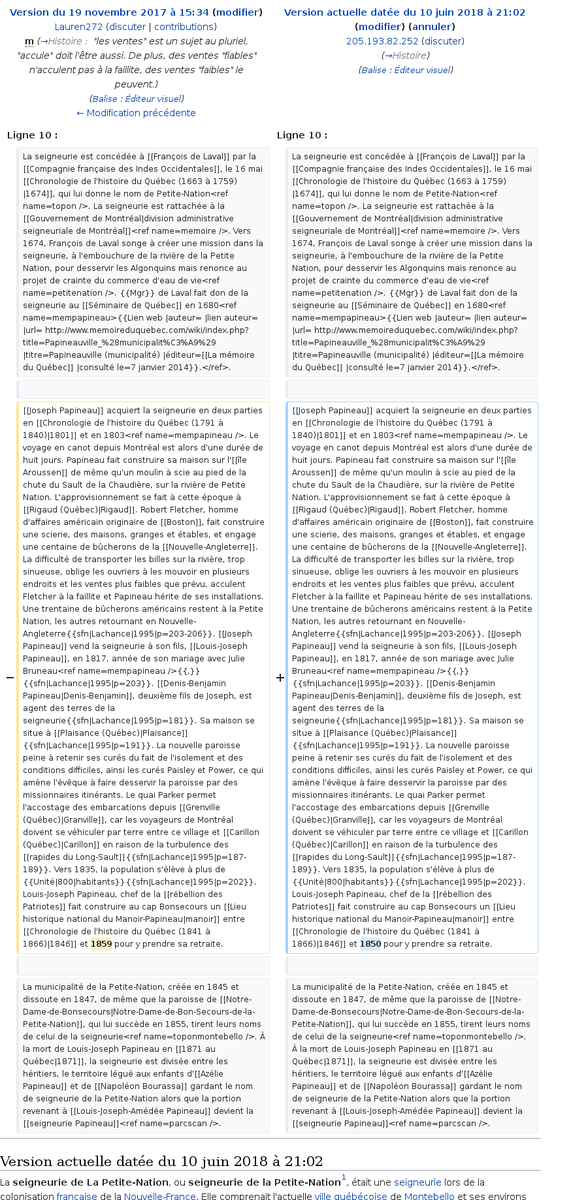 Version du 19 novembre 2017 à 15:34 (modifier)
Lauren272 (discuter | contributions)
m (→Histoire : "les ventes" est un sujet au pluriel,
"accule" doit l'être aussi. De plus, des ventes "fiables"
n'acculent pas à la faillite, des ventes "faibles" le
peuvent.)
(Balise : Éditeur visuel)
← Modification précédente
Version actuelle datée du 10 juin 2018 à 21:02
(modifier) (annuler)
205.193.82.252 (discuter)
(→Histoire)
(Balise : Éditeur visuel)
Ligne 10 :
La seigneurie est concédée à [[François de Laval]] par la
[[Compagnie française des Indes Occidentales]], le 16 mai
[[Chronologie de l'histoire du Québec (1663 à 1759)
|1674]], qui lui donne le nom de Petite-Nation<ref
name=topon />. La seigneurie est rattachée à la
[[Gouvernement de Montréal|division administrative
seigneuriale de Montréal]]<ref name=memoire />. Vers
1674, François de Laval songe à créer une mission dans la
seigneurie, à l'embouchure de la rivière de la Petite
Nation, pour desservir les Algonquins mais renonce au
projet de crainte du commerce d'eau de vie<ref
name=petitenation />. {{Mgr}} de Laval fait don de la
seigneurie au [[Séminaire de Québec]] en 1680<ref
name=mempapineau>{{Lien web |auteur= |lien auteur=
|url= http://www.memoireduquebec.com/wiki/index.php?
title=Papineauville_%28municipalit%C3%A9%29
|titre=Papineauville (municipalité) |éditeur=[[La mémoire
du Québec]] |consulté le=7 janvier 2014}}.</ref>.
[[Joseph Papineau]] acquiert la seigneurie en deux parties
en [[Chronologie de l'histoire du Québec (1791 à
1840)|1801]] et en 1803<ref name=mempapineau />. Le
voyage en canot depuis Montréal est alors d'une durée de
huit jours. Papineau fait construire sa maison sur l'[[île
Aroussen]] de même qu'un moulin à scie au pied de la
chute du Sault de la Chaudière, sur la rivière de Petite
Nation. L'approvisionnement se fait à cette époque à
[[Rigaud (Québec)|Rigaud]]. Robert Fletcher, homme
d'affaires américain originaire de [[Boston]], fait construire
une scierie, des maisons, granges et étables, et engage
une centaine de bûcherons de la [[Nouvelle-Angleterre]].
La difficulté de transporter les billes sur la rivière, trop
sinueuse, oblige les ouvriers à les mouvoir en plusieurs
endroits et les ventes plus faibles que prévu, acculent
Fletcher à la faillite et Papineau hérite de ses installations.
Une trentaine de bûcherons américains restent à la Petite
Nation, les autres retournant en Nouvelle-
Angleterre{{sfn|Lachance|1995|p=203-206}}. [[Joseph
Papineau]] vend la seigneurie à son fils, [[Louis-Joseph
Papineau]], en 1817, année de son mariage avec Julie
Bruneau<ref name=mempapineau />{{,}}
− {{sfn|Lachance|1995|p=203}}. [[Denis-Benjamin
Papineau|Denis-Benjamin]], deuxième fils de Joseph, est
agent des terres de la
seigneurie{{sfn|Lachance|1995|p=181}}. Sa maison se
situe à [[Plaisance (Québec)|Plaisance]]
{{sfn|Lachance|1995|p=191}}. La nouvelle paroisse
peine à retenir ses curés du fait de l'isolement et des
conditions difficiles, ainsi les curés Paisley et Power, ce qui
amène l'évêque à faire desservir la paroisse par des
missionnaires itinérants. Le quai Parker permet
l'accostage des embarcations depuis [[Grenville
(Québec)|Granville]], car les voyageurs de Montréal
doivent se véhiculer par terre entre ce village et [[Carillon
(Québec)|Carillon]] en raison de la turbulence des
[[rapides du Long-Sault]]{{sfn|Lachance|1995|p=187-
189}}. Vers 1835, la population s'élève à plus de
{{Unité|800|habitants}}{{sfn|Lachance|1995|p=202}}.
Louis-Joseph Papineau, chef de la [[rébellion des
Patriotes]] fait construire au cap Bonsecours un [[Lieu
historique national du Manoir-Papineau|manoir]] entre
[[Chronologie de l'histoire du Québec (1841 à
1866)|1846]] et 1859 pour y prendre sa retraite.
La municipalité de la Petite-Nation, créée en 1845 et
dissoute en 1847, de même que la paroisse de [[Notre-
Dame-de-Bonsecours|Notre-Dame-de-Bon-Secours-de-la-
Petite-Nation]], qui lui succède en 1855, tirent leurs noms
de celui de la seigneurie<ref name=toponmontebello />. À
la mort de Louis-Joseph Papineau en [[1871 au
Québec|1871]], la seigneurie est divisée entre les
héritiers, le territoire légué aux enfants d'[[Azélie
Papineau]] et de [[Napoléon Bourassa]] gardant le nom
de seigneurie de la Petite-Nation alors que la portion
revenant à [[Louis-Joseph-Amédée Papineau]] devient la
[[seigneurie Papineau]]<ref name=parcscan />.
Ligne 10 :
La seigneurie est concédée à [[François de Laval]] par la
[[Compagnie française des Indes Occidentales]], le 16 mai
[[Chronologie de l'histoire du Québec (1663 à 1759)
|1674]], qui lui donne le nom de Petite-Nation<ref
name=topon />. La seigneurie est rattachée à la
[[Gouvernement de Montréal|division administrative
seigneuriale de Montréal]]<ref name=memoire />. Vers
1674, François de Laval songe à créer une mission dans la
seigneurie, à l'embouchure de la rivière de la Petite
Nation, pour desservir les Algonquins mais renonce au
projet de crainte du commerce d'eau de vie<ref
name=petitenation />. {{Mgr}} de Laval fait don de la
seigneurie au [[Séminaire de Québec]] en 1680<ref
name=mempapineau>{{Lien web |auteur= |lien auteur=
|url= http://www.memoireduquebec.com/wiki/index.php?
title=Papineauville_%28municipalit%C3%A9%29
|titre=Papineauville (municipalité) |éditeur=[[La mémoire
du Québec]] |consulté le=7 janvier 2014}}.</ref>.
[[Joseph Papineau]] acquiert la seigneurie en deux parties
en [[Chronologie de l'histoire du Québec (1791 à
1840)|1801]] et en 1803<ref name=mempapineau />. Le
voyage en canot depuis Montréal est alors d'une durée de
huit jours. Papineau fait construire sa maison sur l'[[île
Aroussen]] de même qu'un moulin à scie au pied de la
chute du Sault de la Chaudière, sur la rivière de Petite
Nation. L'approvisionnement se fait à cette époque à
[[Rigaud (Québec)|Rigaud]]. Robert Fletcher, homme
d'affaires américain originaire de [[Boston]], fait construire
une scierie, des maisons, granges et étables, et engage
une centaine de bûcherons de la [[Nouvelle-Angleterre]].
La difficulté de transporter les billes sur la rivière, trop
sinueuse, oblige les ouvriers à les mouvoir en plusieurs
endroits et les ventes plus faibles que prévu, acculent
Fletcher à la faillite et Papineau hérite de ses installations.
Une trentaine de bûcherons américains restent à la Petite
Nation, les autres retournant en Nouvelle-
Angleterre{{sfn|Lachance|1995|p=203-206}}. [[Joseph
Papineau]] vend la seigneurie à son fils, [[Louis-Joseph
Papineau]], en 1817, année de son mariage avec Julie
Bruneau<ref name=mempapineau />{{,}}
+ {{sfn|Lachance|1995|p=203}}. [[Denis-Benjamin
Papineau|Denis-Benjamin]], deuxième fils de Joseph, est
agent des terres de la
seigneurie{{sfn|Lachance|1995|p=181}}. Sa maison se
situe à [[Plaisance (Québec)|Plaisance]]
{{sfn|Lachance|1995|p=191}}. La nouvelle paroisse
peine à retenir ses curés du fait de l'isolement et des
conditions difficiles, ainsi les curés Paisley et Power, ce qui
amène l'évêque à faire desservir la paroisse par des
missionnaires itinérants. Le quai Parker permet
l'accostage des embarcations depuis [[Grenville
(Québec)|Granville]], car les voyageurs de Montréal
doivent se véhiculer par terre entre ce village et [[Carillon
(Québec)|Carillon]] en raison de la turbulence des
[[rapides du Long-Sault]]{{sfn|Lachance|1995|p=187-
189}}. Vers 1835, la population s'élève à plus de
{{Unité|800|habitants}}{{sfn|Lachance|1995|p=202}}.
Louis-Joseph Papineau, chef de la [[rébellion des
Patriotes]] fait construire au cap Bonsecours un [[Lieu
historique national du Manoir-Papineau|manoir]] entre
[[Chronologie de l'histoire du Québec (1841 à
1866)|1846]] et 1850 pour y prendre sa retraite.
La municipalité de la Petite-Nation, créée en 1845 et
dissoute en 1847, de même que la paroisse de [[Notre-
Dame-de-Bonsecours|Notre-Dame-de-Bon-Secours-de-la-
Petite-Nation]], qui lui succède en 1855, tirent leurs noms
de celui de la seigneurie<ref name=toponmontebello />.
À la mort de Louis-Joseph Papineau en [[1871 au
Québec|1871]], la seigneurie est divisée entre les
héritiers, le territoire légué aux enfants d'[[Azélie
Papineau]] et de [[Napoléon Bourassa]] gardant le nom
de seigneurie de la Petite-Nation alors que la portion
revenant à [[Louis-Joseph-Amédée Papineau]] devient la
[[seigneurie Papineau]]<ref name=parcscan />.
Version actuelle datée du 10 juin 2018 à 21:02
La seigneurie de La Petite-Nation, ou seigneurie de la Petite-Nation1, était une seigneurie lors de la
colonisation française de la Nouvelle-France. Elle comprenait l'actuelle ville québécoise de Montebello et ses environs